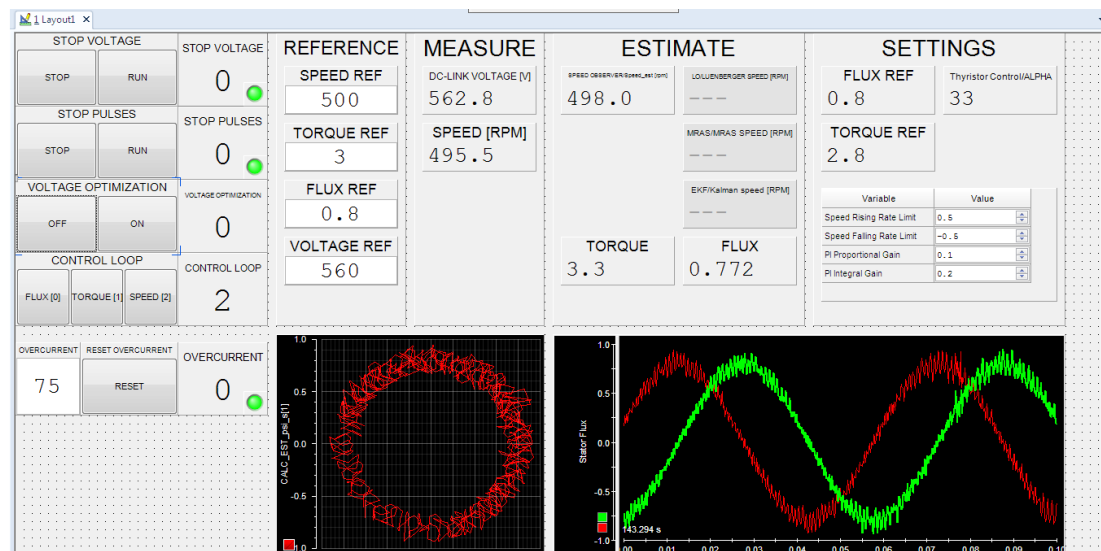 1 Layout1 ×
STOP VOLTAGE
STOP
RUN
STOP VOLTAGE
0
STOP PULSES
STOP
RUN
STOP PULSES
0
VOLTAGE OPTIMIZATION
OFF
ON
VOLTAGE OPTIMIZATION
0
CONTROL LOOP
FLUX [0]
TORQUE [1]
SPEED [2]
CONTROL LOOP
2
OVERCURRENT
75
RESET OVERCURRENT
RESET
OVERCURRENT
0
REFERENCE
SPEED REF
500
TORQUE REF
3
FLUX REF
0.8
VOLTAGE REF
560
MEASURE
DC-LINK VOLTAGE [V]
562.8
SPEED [RPM]
495.5
ESTIMATE
SPEED OBSERVER/Speed_est [rpm]
498.0
LO/LUENBERGER SPEED [RPM]
---
MRAS/MRAS SPEED [RPM]
---
EKF/Kalman speed [RPM]
---
TORQUE
3.3
FLUX
0.772
SETTINGS
FLUX REF
0.8
Thyristor Control/ALPHA
33
TORQUE REF
2.8
Variable Value
Speed Rising Rate Limit 0.5
Speed Falling Rate Limit -0.5
PI Proportional Gain 0.1
PI Integral Gain 0.2
CALC_EST_psi_s[1]
1.0
0.5
0.0
-0.5
Stator Flux
1.0
0.5
0.0
-0.5
-1.0
743.294 s
0.01 0.02 0.03 0.04 0.05 0.06 0.07 0.08 0.09